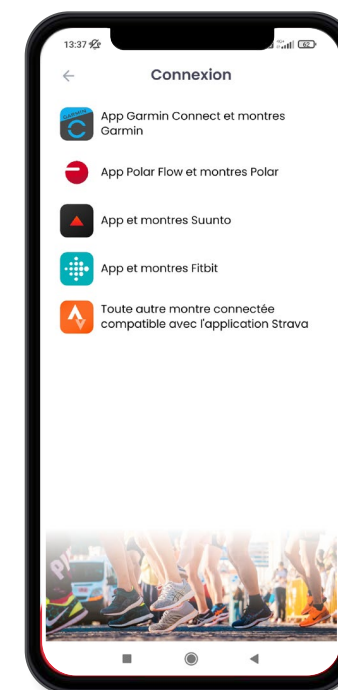 13:37
62
Connexion
App Garmin Connect et montres
Garmin
App Polar Flow et montres Polar
App et montres Suunto
App et montres Fitbit
Toute autre montre connectée
compatible avec l'application Strava